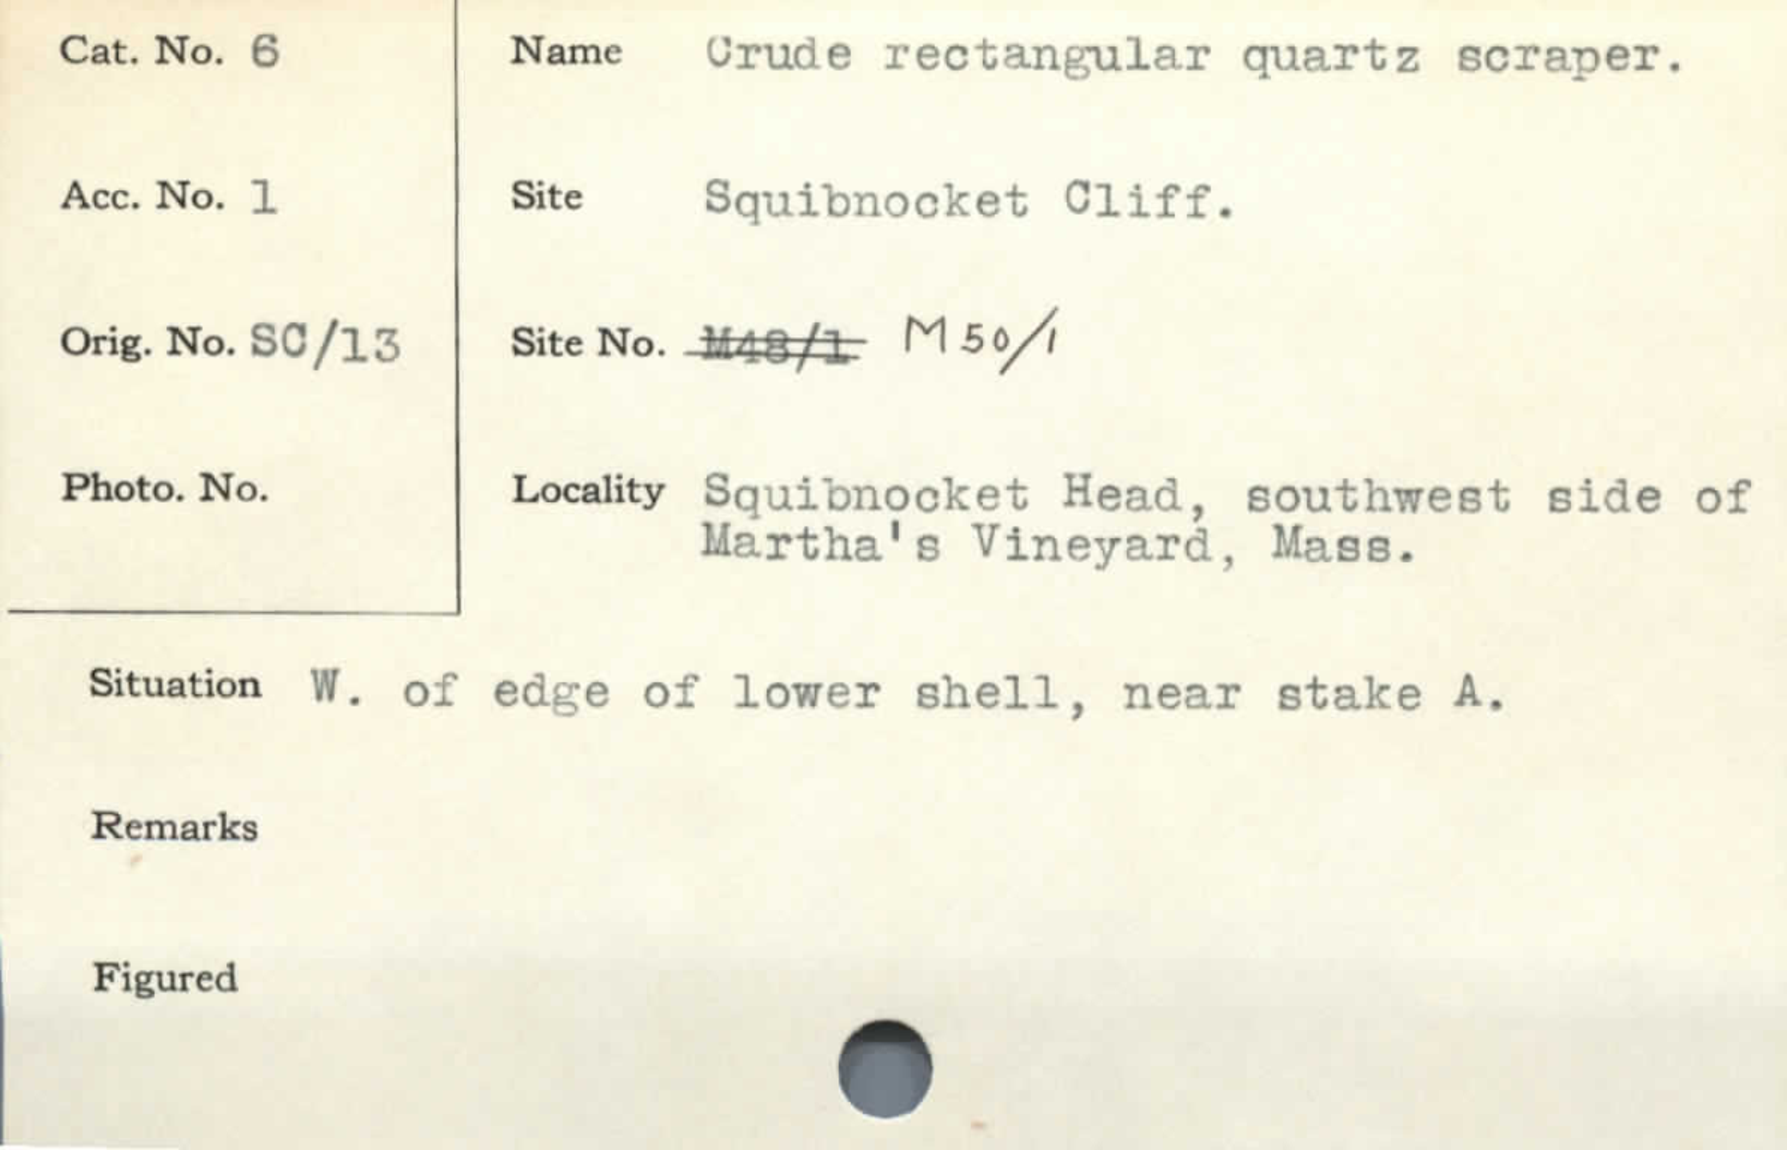 Cat. No. 6
Name Crude rectangular quartz scraper.
Acc. No. 1
Site Squibnocket Cliff.
Orig. No. SC/13
Site No. M48/1 M50/1
Photo. No.
Locality Squibnocket Head, southwest side of
Martha's Vineyard, Mass.
Situation W. of edge of lower shell, near stake A.
Remarks
Figured